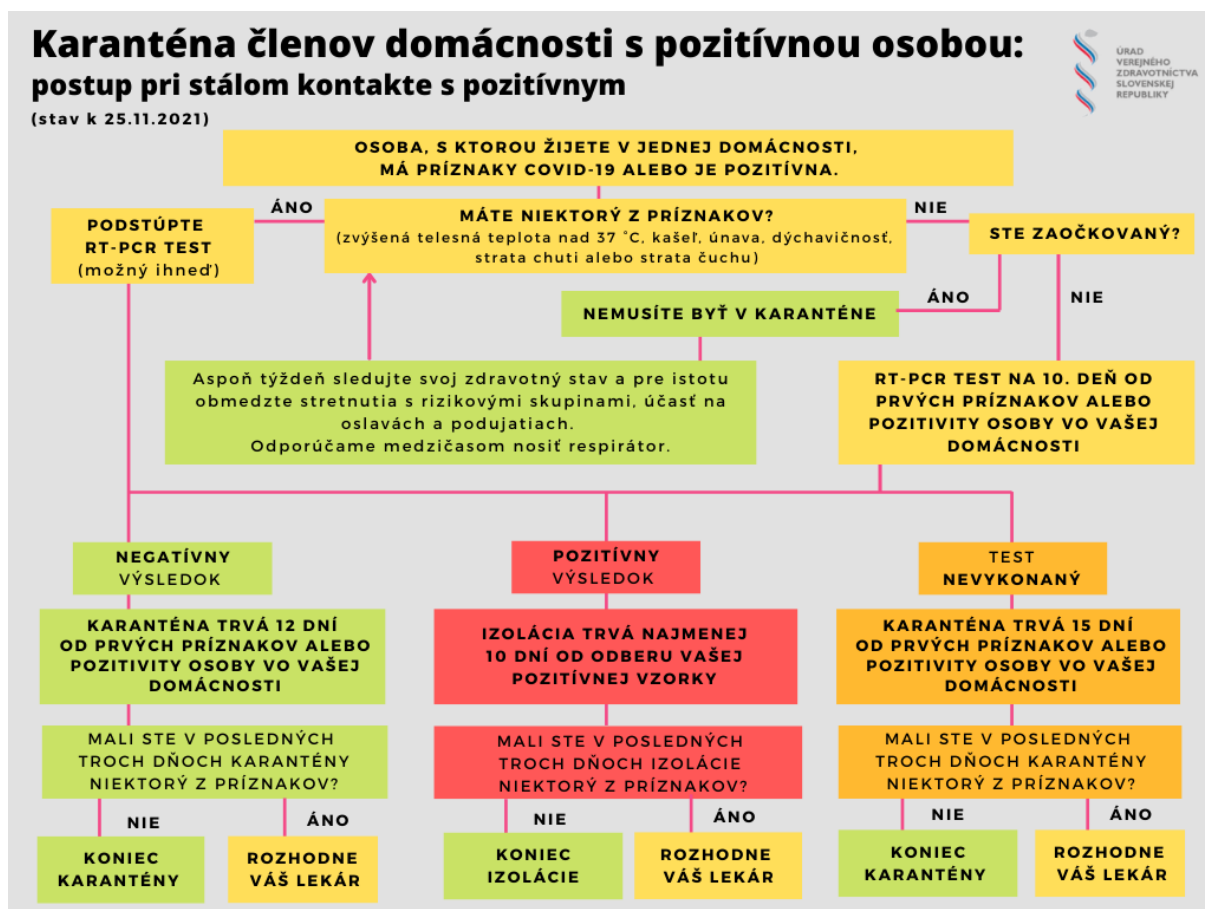 Karanténa členov domácnosti s pozitívnou osobou:
postup pri stálom kontakte s pozitívnym
(stav k 25.11.2021)
ÚRAD
VEREJNÉHO
ZDRAVOTNÍCTVA
SLOVENSKEJ
REPUBLIKY
OSOBA, S KTOROU ŽIJETE V JEDNEJ DOMÁCNOSTI,
MÁ PRÍZNAKY COVID-19 ALEBO JE POZITÍVNA.
ÁNO
NIE
PODSTÚPTE
RT-PCR TEST
(možný ihneď)
MÁTE NIEKTORÝ Z PRÍZNAKOV?
(zvýšená telesná teplota nad 37 °C, kašeľ, únava, dýchavičnosť,
strata chuti alebo strata čuchu)
STE ZAOČKOVANÝ?
ÁNO
NIE
NEMUSÍTE BYŤ V KARANTÉNE
Aspoň týždeň sledujte svoj zdravotný stav a pre istotu
obmedzte stretnutia s rizikovými skupinami, účasť na
oslavách a podujatiach.
Odporúčame medzičasom nosiť respirátor.
RT-PCR TEST NA 10. DEŇ OD
PRVÝCH PRÍZNAKOV ALEBO
POZITIVITY OSOBY VO VAŠEJ
DOMÁCNOSTI
NEGATÍVNY
VÝSLEDOK
KARANTÉNA TRVÁ 12 DNÍ
OD PRVÝCH PRÍZNAKOV ALEBO
POZITIVITY OSOBY VO VAŠEJ
DOMÁCNOSTI
MALI STE V POSLEDNÝCH
TROCH DŇOCH KARANTÉNY
NIEKTORÝ Z PRÍZNAKOV?
NIE
ÁNO
KONIEC
KARANTÉNY
ROZHODNE
VÁŠ LEKÁR
POZITÍVNY
VÝSLEDOK
IZOLÁCIA TRVÁ NAJMENEJ
10 DNÍ OD ODBERU VAŠEJ
POZITÍVNEJ VZORKY
MALI STE V POSLEDNÝCH
TROCH DŇOCH IZOLÁCIE
NIEKTORÝ Z PRÍZNAKOV?
NIE
ÁNO
KONIEC
IZOLÁCIE
ROZHODNE
VÁŠ LEKÁR
TEST
NEVYKONANÝ
KARANTÉNA TRVÁ 15 DNÍ
OD PRVÝCH PRÍZNAKOV ALEBO
POZITIVITY OSOBY VO VAŠEJ
DOMÁCNOSTI
MALI STE V POSLEDNÝCH
TROCH DŇOCH KARANTÉNY
NIEKTORÝ Z PRÍZNAKOV?
NIE
ÁNO
KONIEC
KARANTÉNY
ROZHODNE
VÁŠ LEKÁR